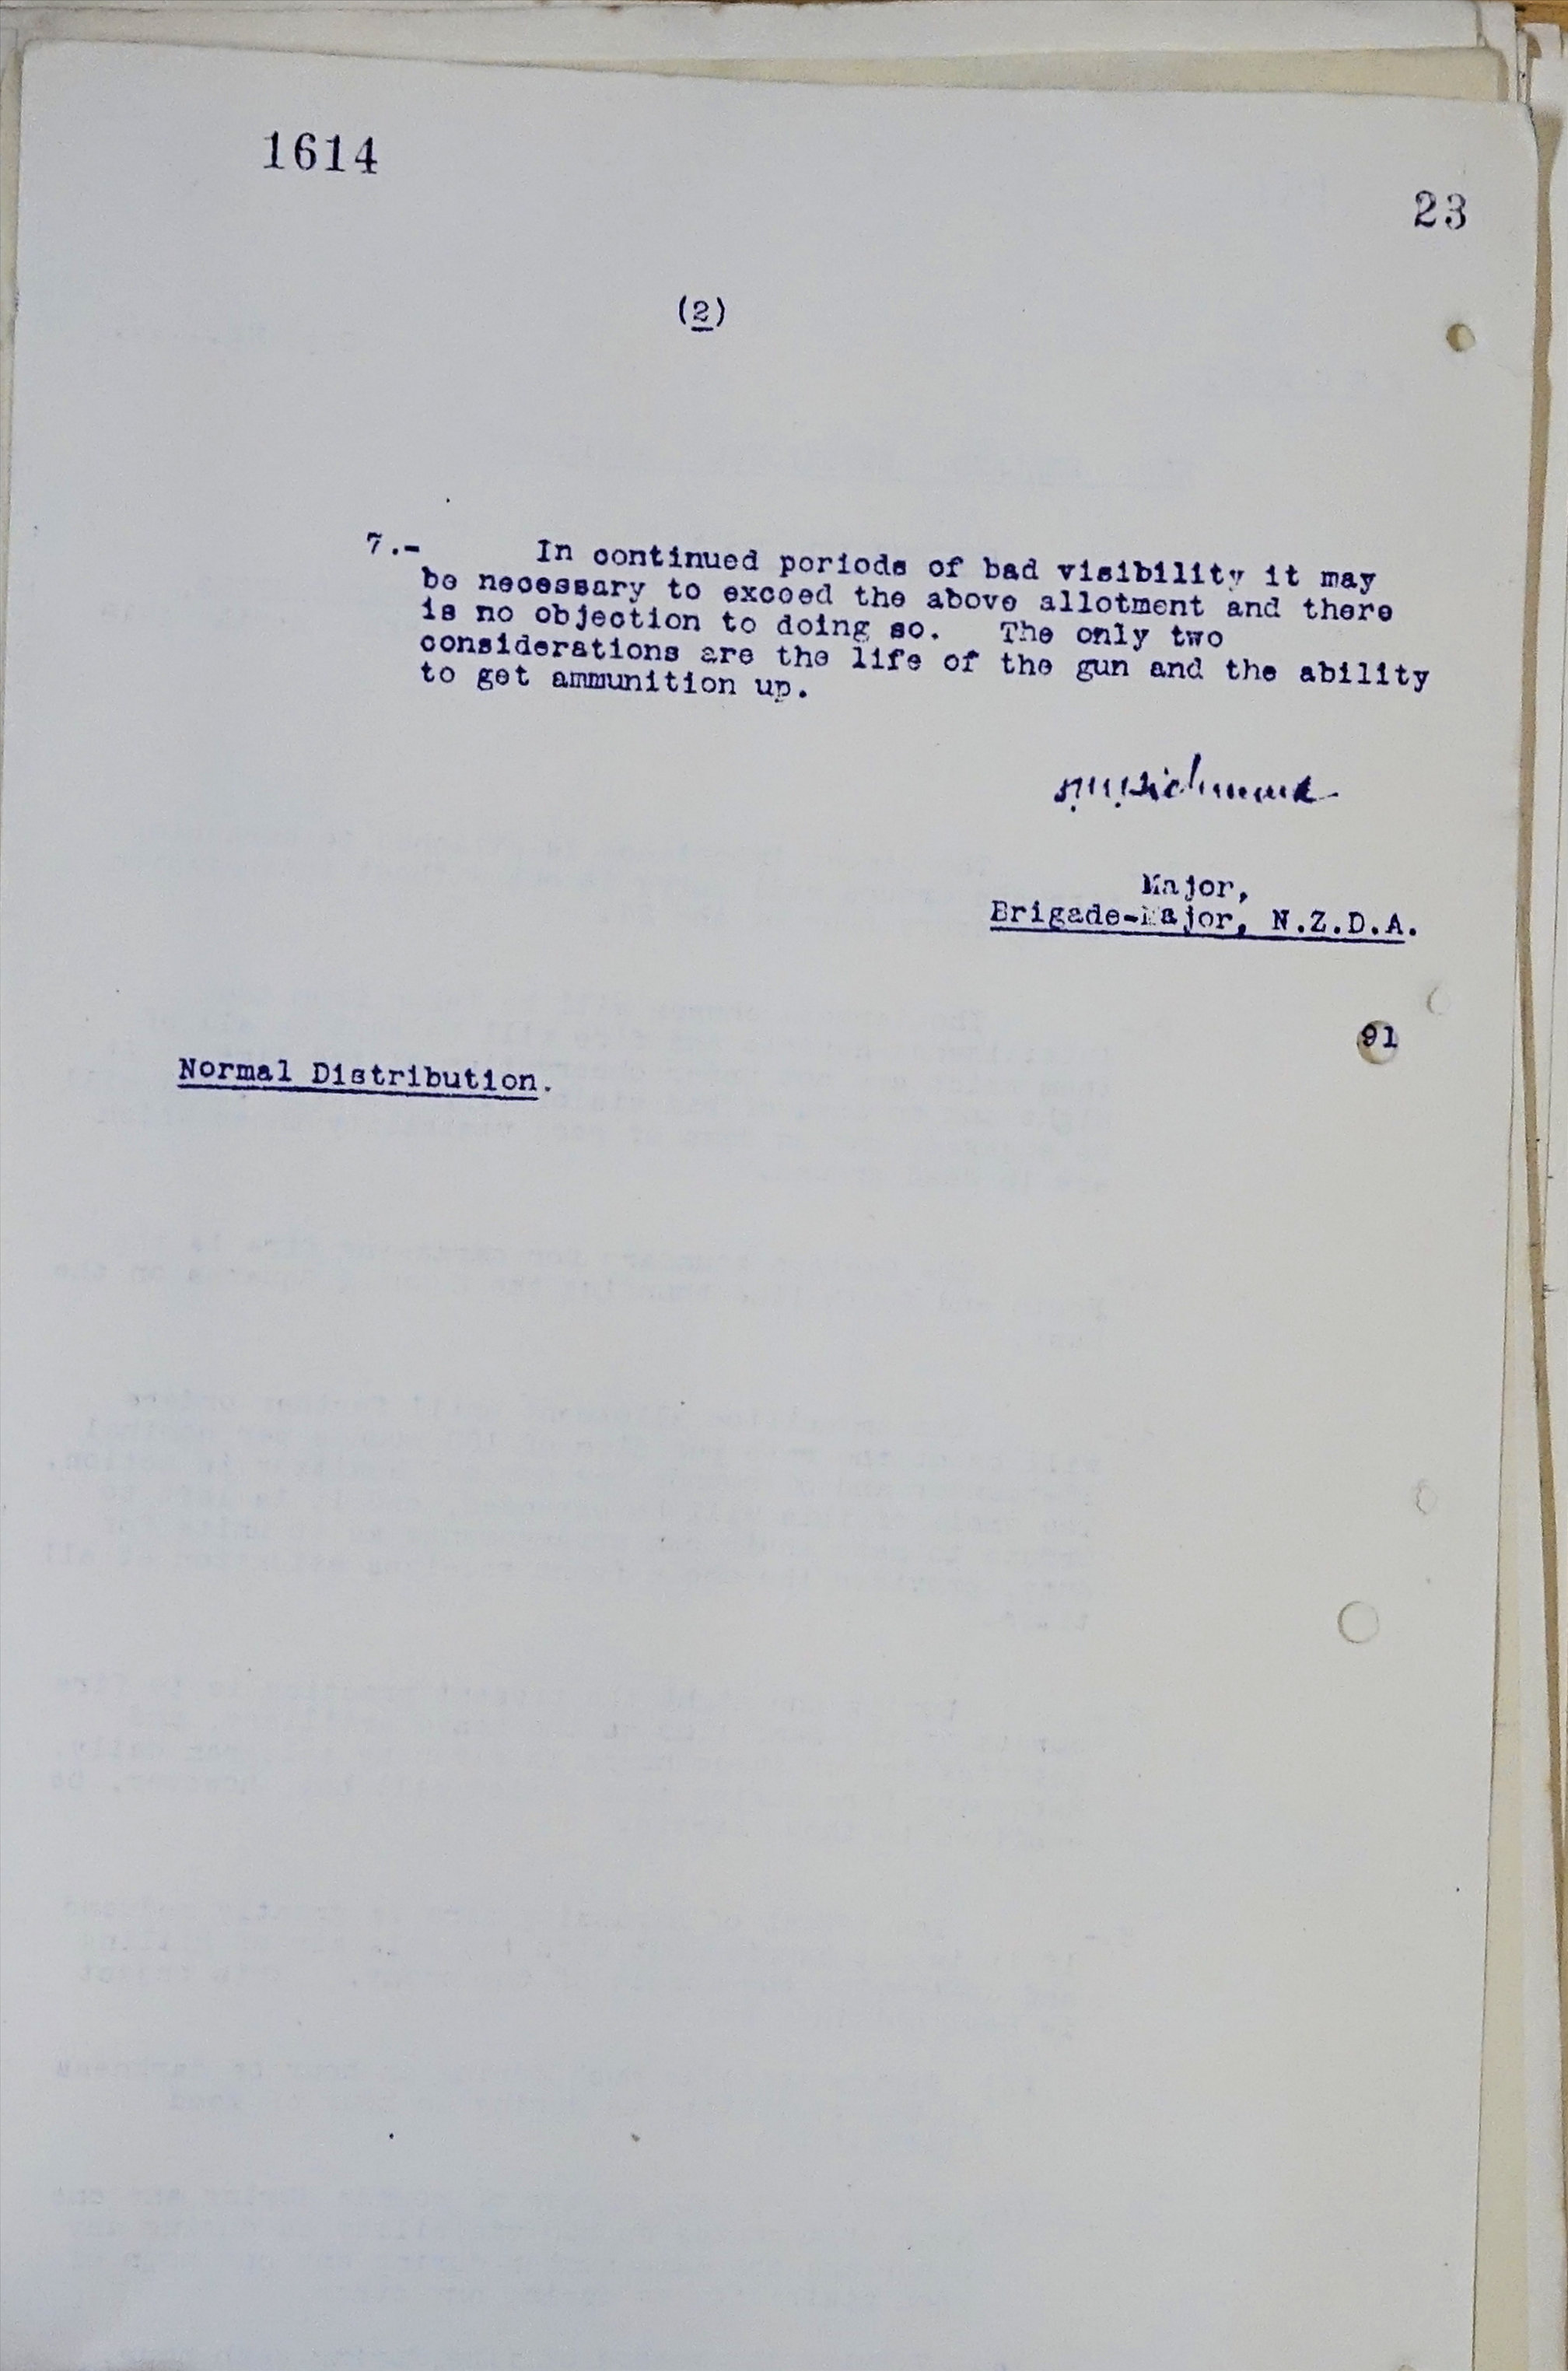 1614
23
(2)
7.- In continued periods of bad visibility it may
be necessary to exceed the above allotment and there
is no objection to doing so. The only two
considerations are the life of the gun and the ability
to get ammunition up.
Major,
Brigade-Major, N.Z.D.A.
91
Normal Distribution.